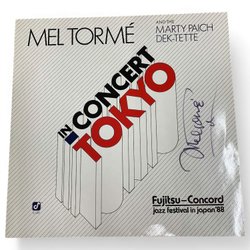 MEL TORMÉ
AND THE
MARTY PAICH
DEK-TETTE
IN CONCERT
TOKYO
Fujitsu-Concord
jazz festival in japan '88